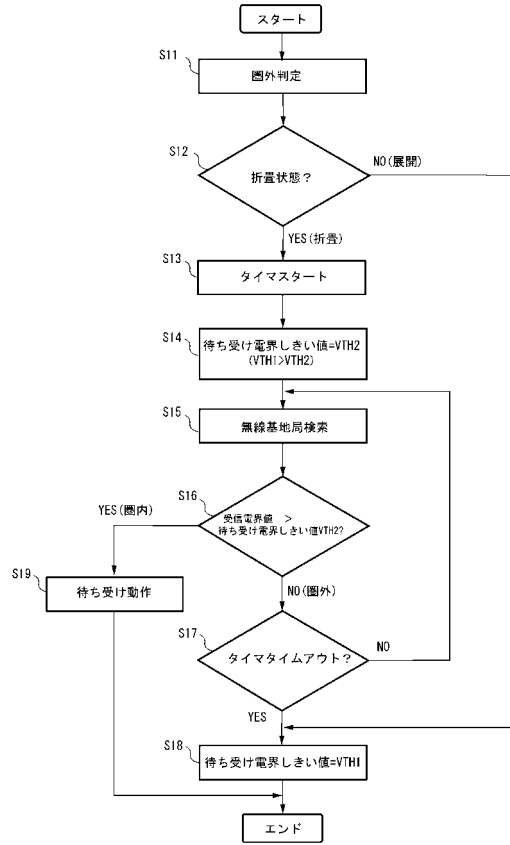 スタート
S11
圏外判定
S12
折畳状態？
NO(展開)
YES(折畳)
S13
タイマスタート
S14
待ち受け電界しきい値=VTH2
(VTH1>VTH2)
S15
無線基地局検索
S16
YES(圏内)
受信電界値　＞
待ち受け電界しきい値VTH2?
S19
待ち受け動作
NO(圏外)
S17
タイマタイムアウト？
NO
YES
S18
待ち受け電界しきい値=VTH1
エンド